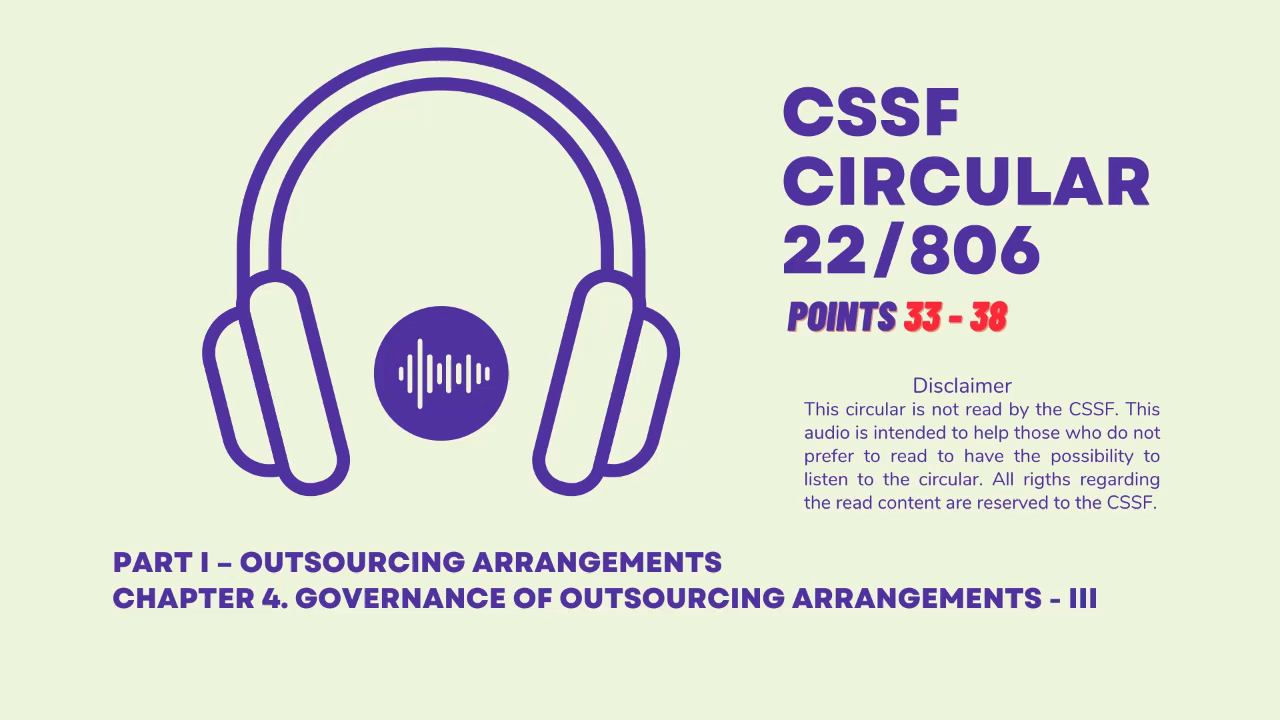 CSSF
CIRCULAR
22/806
POINTS 33 - 38
Disclaimer
This circular is not read by the CSSF. This
audio is intended to help those who do not
prefer to read to have the possibility to
listen to the circular. All rigths regarding
the read content are reserved to the CSSF.
PART I – OUTSOURCING ARRANGEMENTS
CHAPTER 4. GOVERNANCE OF OUTSOURCING ARRANGEMENTS - III